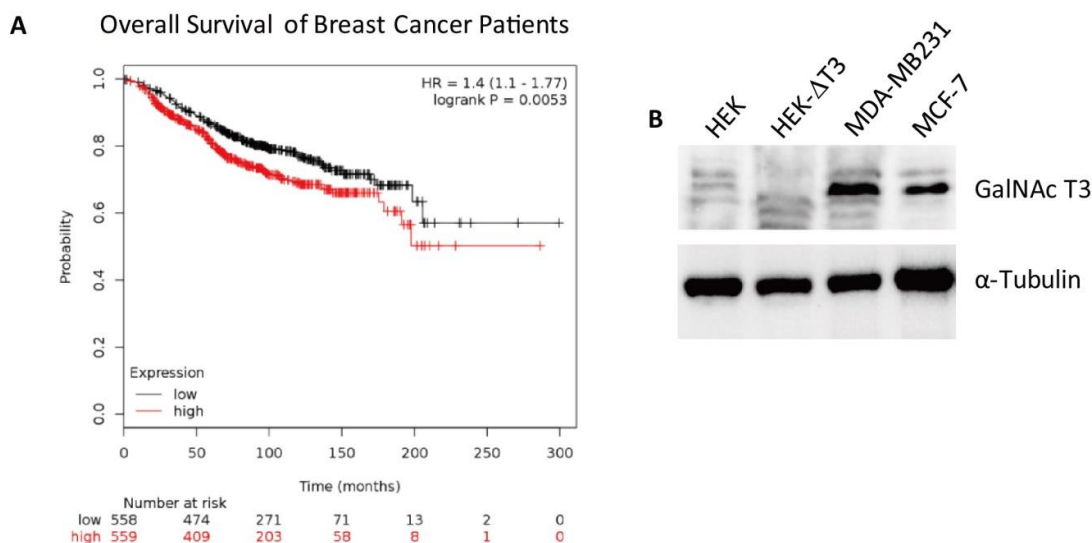 A
Overall Survival of Breast Cancer Patients
HR = 1.4 (1.1 - 1.77)
logrank P = 0.0053
Probability
1.0
0.8
0.6
0.4
0.2
0.0
Expression
low
high
0 50 100 150 200 250 300
Time (months)
Number at risk
low 558 474 271 71 13 2 0
high 559 409 203 58 8 1 0
B
HEK
HEK-ΔT3
MDA-MB231
MCF-7
GalNAc T3
α-Tubulin